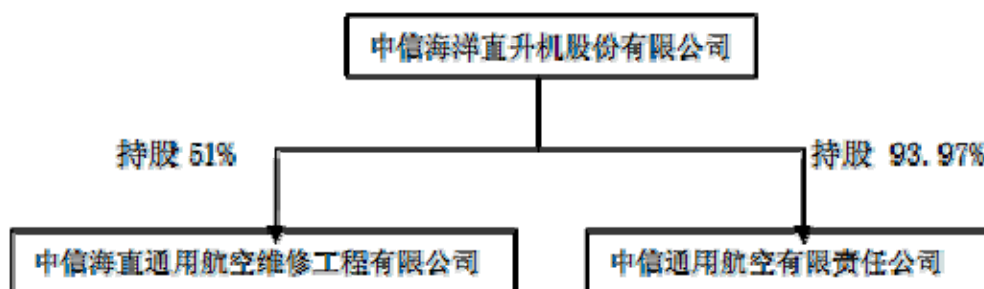 中信海洋直升机股份有限公司
持股 51%
持股 93.97%
中信海直通用航空维修工程有限公司
中信通用航空有限责任公司